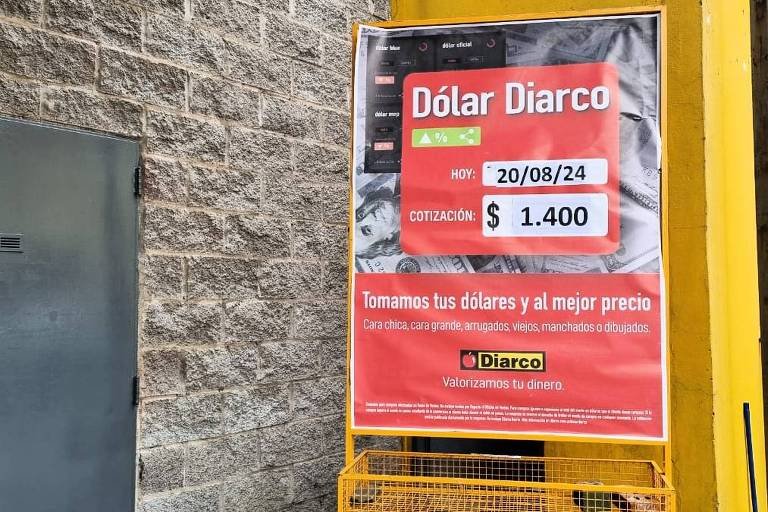 dólar blue
dólar oficial
dólar mep
Dólar Diarco
%
HOY: 20/08/24
COTIZACIÓN: $ 1.400
Tomamos tus dólares y al mejor precio
Cara chica, cara grande, arrugados, viejos, manchados o dibujados.
Diarco
Valorizamos tu dinero.